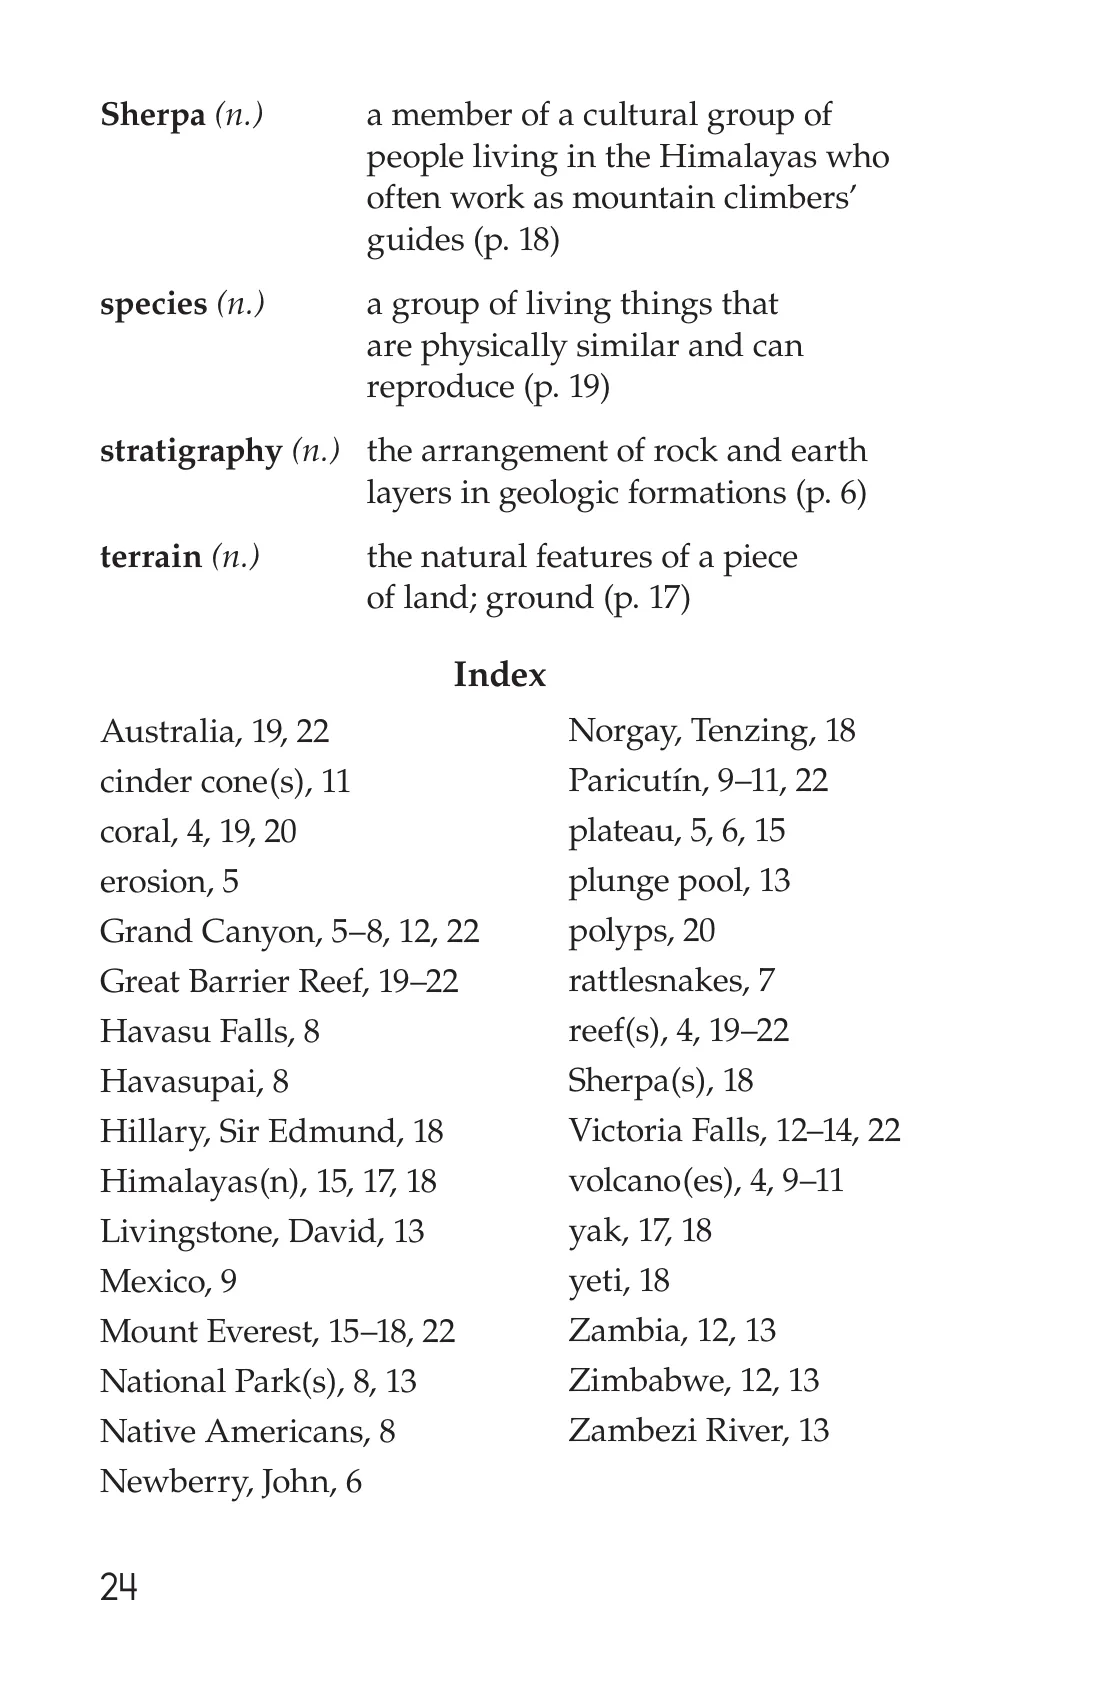 Sherpa (n.) a member of a cultural group of
people living in the Himalayas who
often work as mountain climbers’
guides (p. 18)
species (n.) a group of living things that
are physically similar and can
reproduce (p. 19)
stratigraphy (n.) the arrangement of rock and earth
layers in geologic formations (p. 6)
terrain (n.) the natural features of a piece
of land; ground (p. 17)
Index
Australia, 19, 22
cinder cone(s), 11
coral, 4, 19, 20
erosion, 5
Grand Canyon, 5–8, 12, 22
Great Barrier Reef, 19–22
Havasu Falls, 8
Havasupai, 8
Hillary, Sir Edmund, 18
Himalayas(n), 15, 17, 18
Livingstone, David, 13
Mexico, 9
Mount Everest, 15–18, 22
National Park(s), 8, 13
Native Americans, 8
Newberry, John, 6
Norgay, Tenzing, 18
Paricutín, 9–11, 22
plateau, 5, 6, 15
plunge pool, 13
polyps, 20
rattlesnakes, 7
reef(s), 4, 19–22
Sherpa(s), 18
Victoria Falls, 12–14, 22
volcano(es), 4, 9–11
yak, 17, 18
yeti, 18
Zambia, 12, 13
Zimbabwe, 12, 13
Zambezi River, 13
24